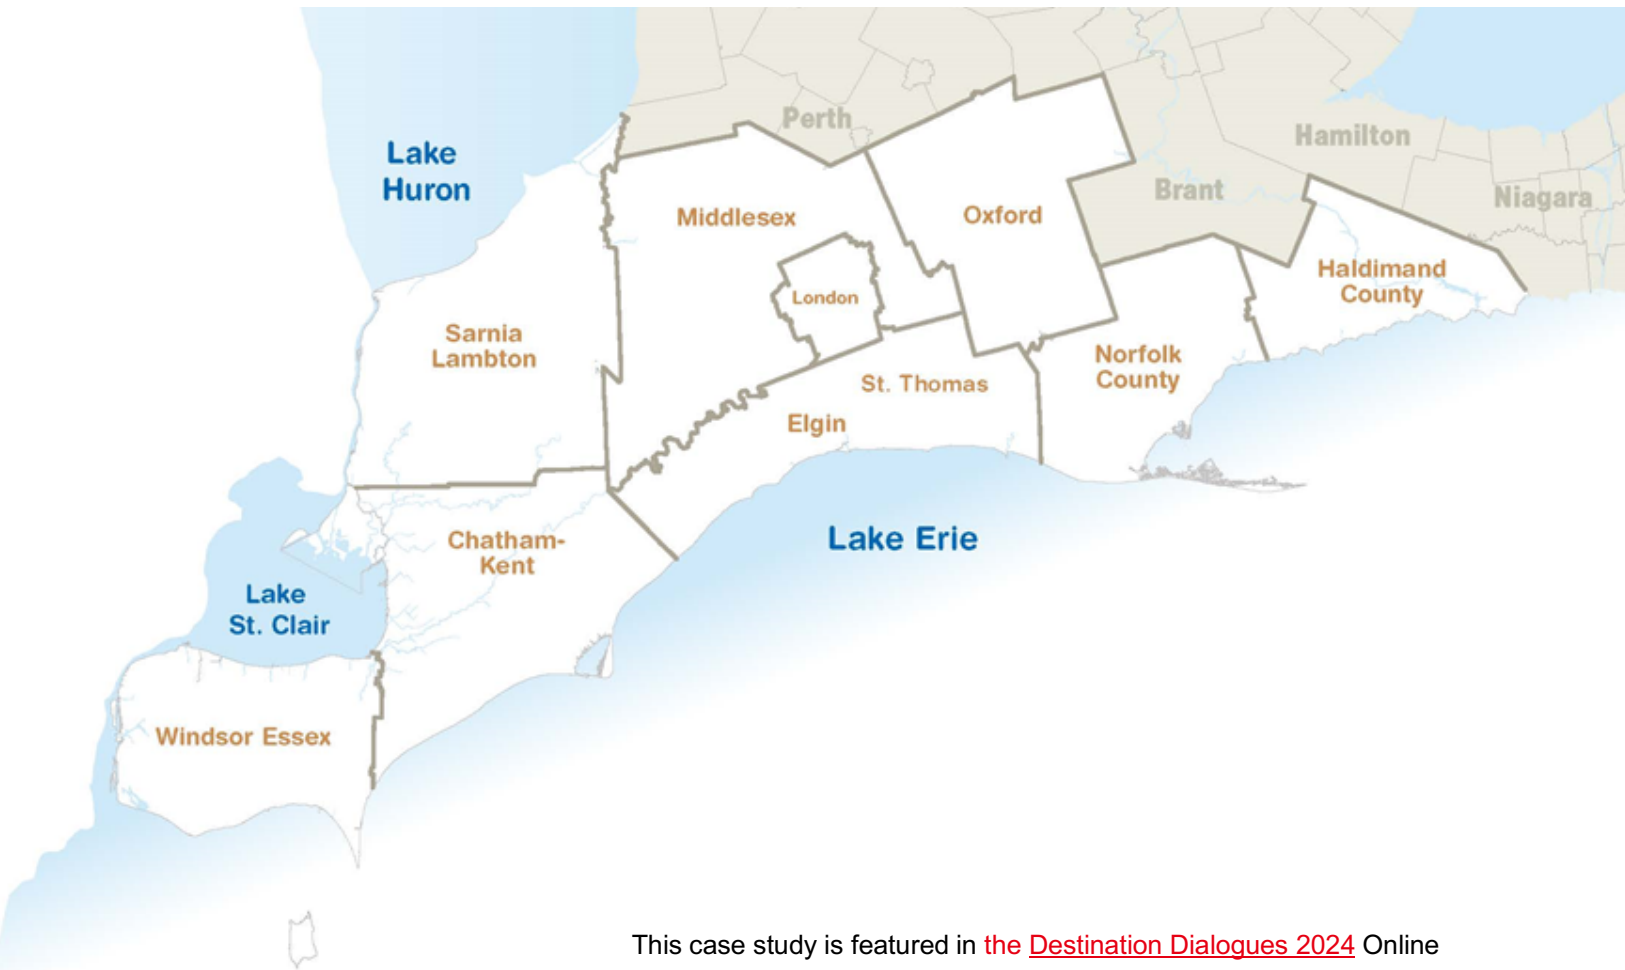 Perth
Hamilton
Lake
Huron
Brant
Niagara
Middlesex
Oxford
Haldimand
County
London
Sarnia
Lambton
Norfolk
County
St. Thomas
Elgin
Lake Erie
Chatham-
Kent
Lake
St. Clair
Windsor Essex
This case study is featured in the Destination Dialogues 2024 Online